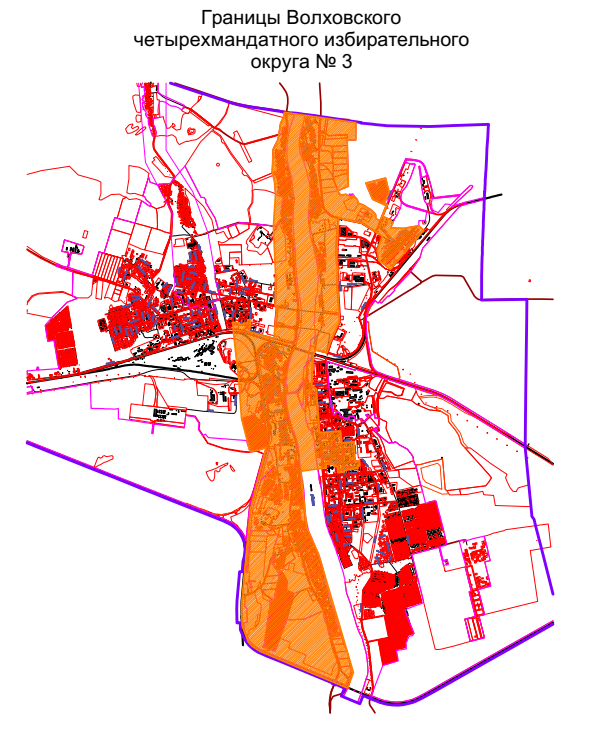 Границы Волховского
четырехмандатного избирательного
округа № 3